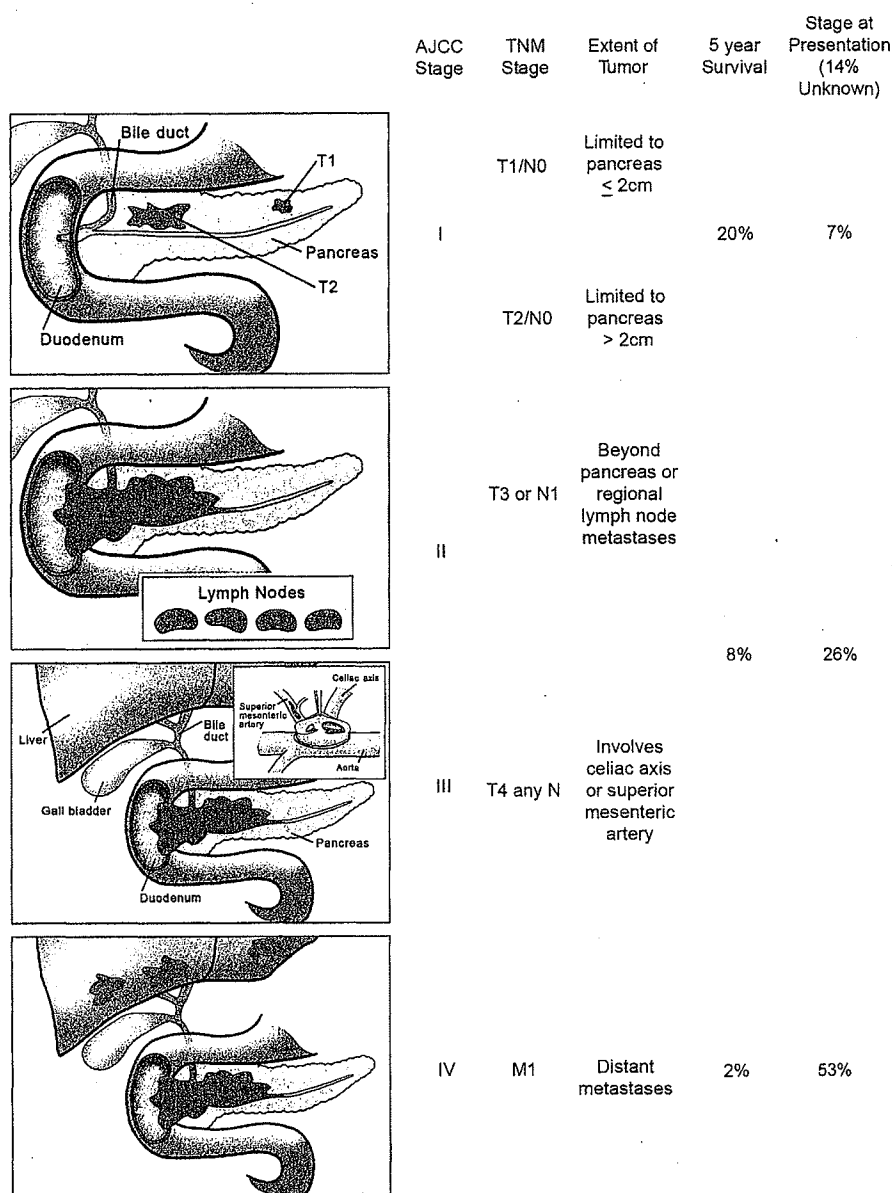 AJCC Stage
TNM Stage
Extent of Tumor
5 year Survival
Stage at Presentation (14% Unknown)
Bile duct
T1
Pancreas
T2
Duodenum
I
T1/N0
Limited to
pancreas
≤ 2cm
20%
7%
T2/N0
Limited to
pancreas
> 2cm
Lymph Nodes
II
T3 or N1
Beyond
pancreas or
regional
lymph node
metastases
8%
26%
Celiac axis
Superior
mesenteric
artery
Aorta
Liver
Bile
duct
Gall bladder
Pancreas
Duodenum
III
T4 any N
Involves
celiac axis
or superior
mesenteric
artery
IV
M1
Distant
metastases
2%
53%